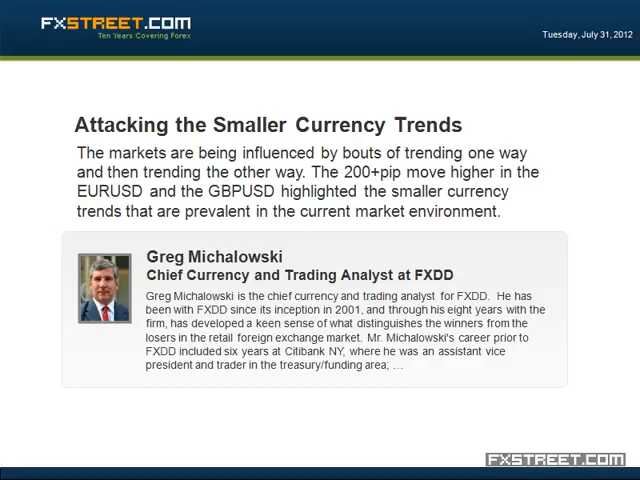 FXSTREET.COM
Ten Years Covering Forex
Tuesday, July 31, 2012
Attacking the Smaller Currency Trends
The markets are being influenced by bouts of trending one way
and then trending the other way. The 200+pip move higher in the
EURUSD and the GBPUSD highlighted the smaller currency
trends that are prevalent in the current market environment.
Greg Michalowski
Chief Currency and Trading Analyst at FXDD
Greg Michalowski is the chief currency and trading analyst for FXDD. He has
been with FXDD since its inception in 2001, and through his eight years with the
firm, has developed a keen sense of what distinguishes the winners from the
losers in the retail foreign exchange market. Mr. Michalowski's career prior to
FXDD included six years at Citibank NY, where he was an assistant vice
president and trader in the treasury/funding area; …
FXSTREET.COM